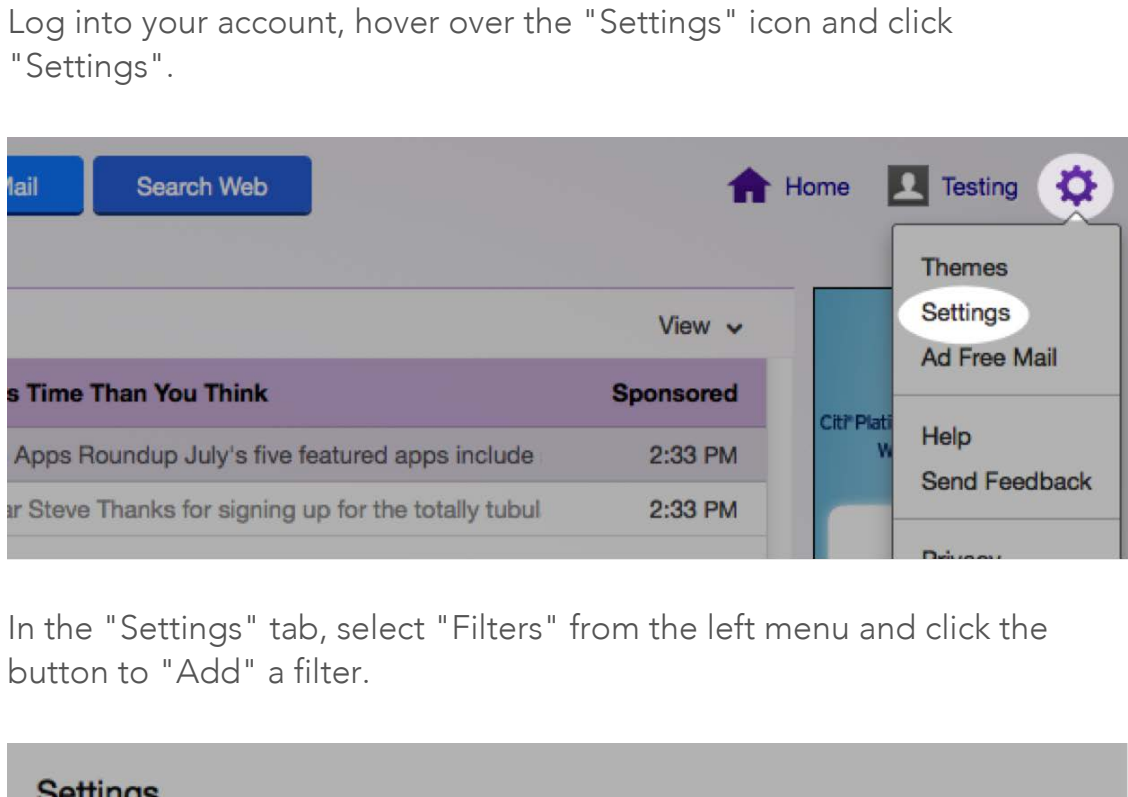 Log into your account, hover over the "Settings" icon and click
"Settings".
Search Web
Home
Testing
Themes
Settings
Ad Free Mail
Help
Send Feedback
Privacy
View
s Time Than You Think Sponsored
Apps Roundup July's five featured apps include 2:33 PM
ar Steve Thanks for signing up for the totally tubul 2:33 PM
In the "Settings" tab, select "Filters" from the left menu and click the
button to "Add" a filter.
Settings